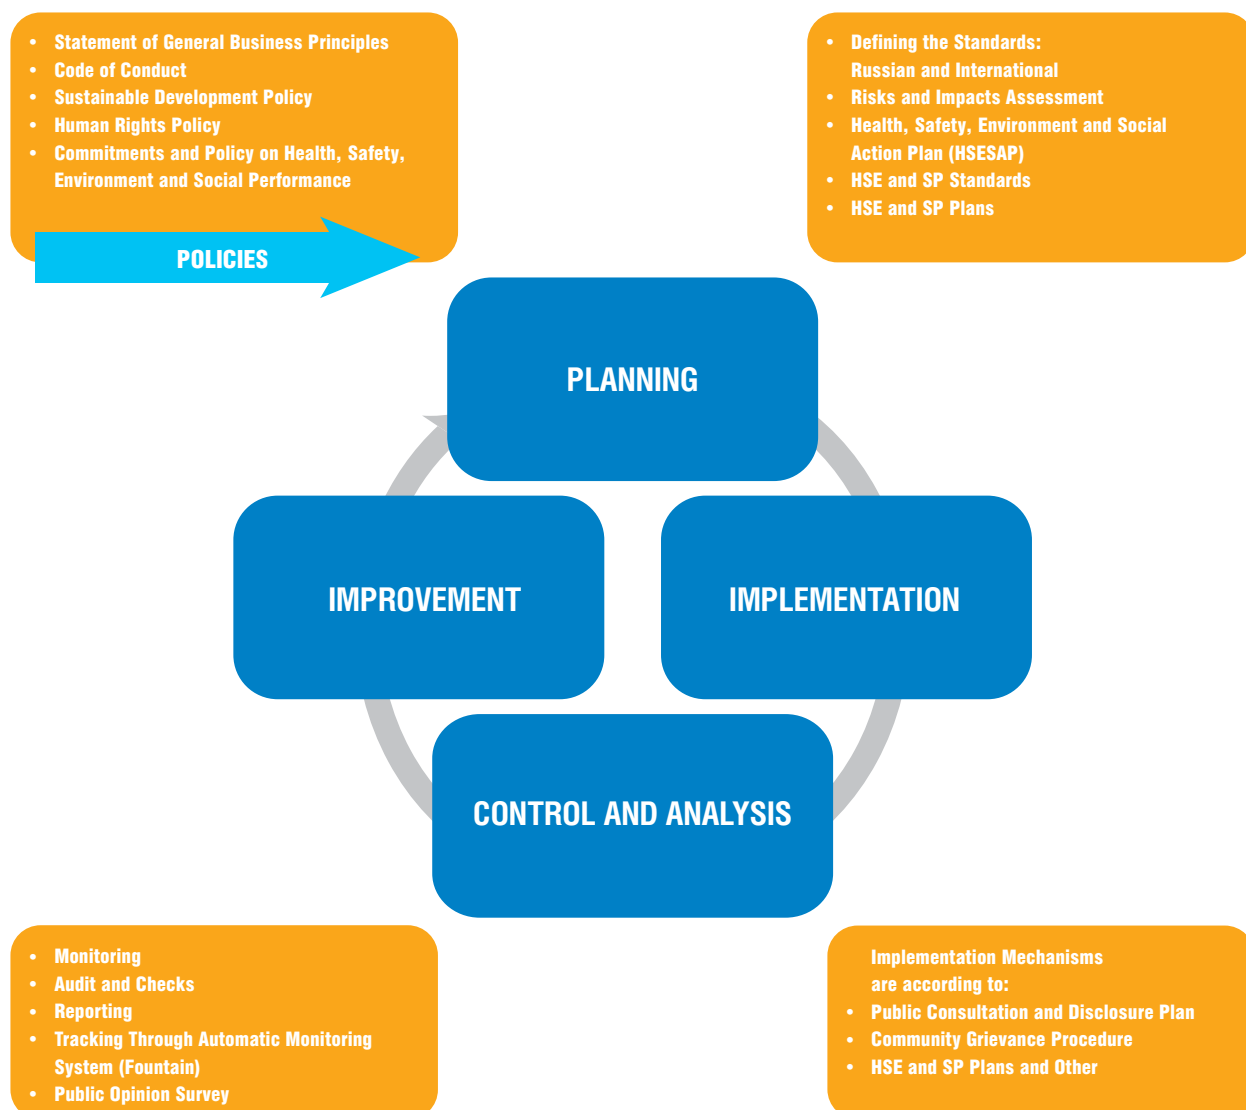 • Statement of General Business Principles
• Code of Conduct
• Sustainable Development Policy
• Human Rights Policy
• Commitments and Policy on Health, Safety,
Environment and Social Performance
POLICIES
• Defining the Standards:
Russian and International
• Risks and Impacts Assessment
• Health, Safety, Environment and Social
Action Plan (HSESAP)
• HSE and SP Standards
• HSE and SP Plans
PLANNING
IMPROVEMENT
IMPLEMENTATION
CONTROL AND ANALYSIS
• Monitoring
• Audit and Checks
• Reporting
• Tracking Through Automatic Monitoring
System (Fountain)
• Public Opinion Survey
Implementation Mechanisms
are according to:
• Public Consultation and Disclosure Plan
• Community Grievance Procedure
• HSE and SP Plans and Other